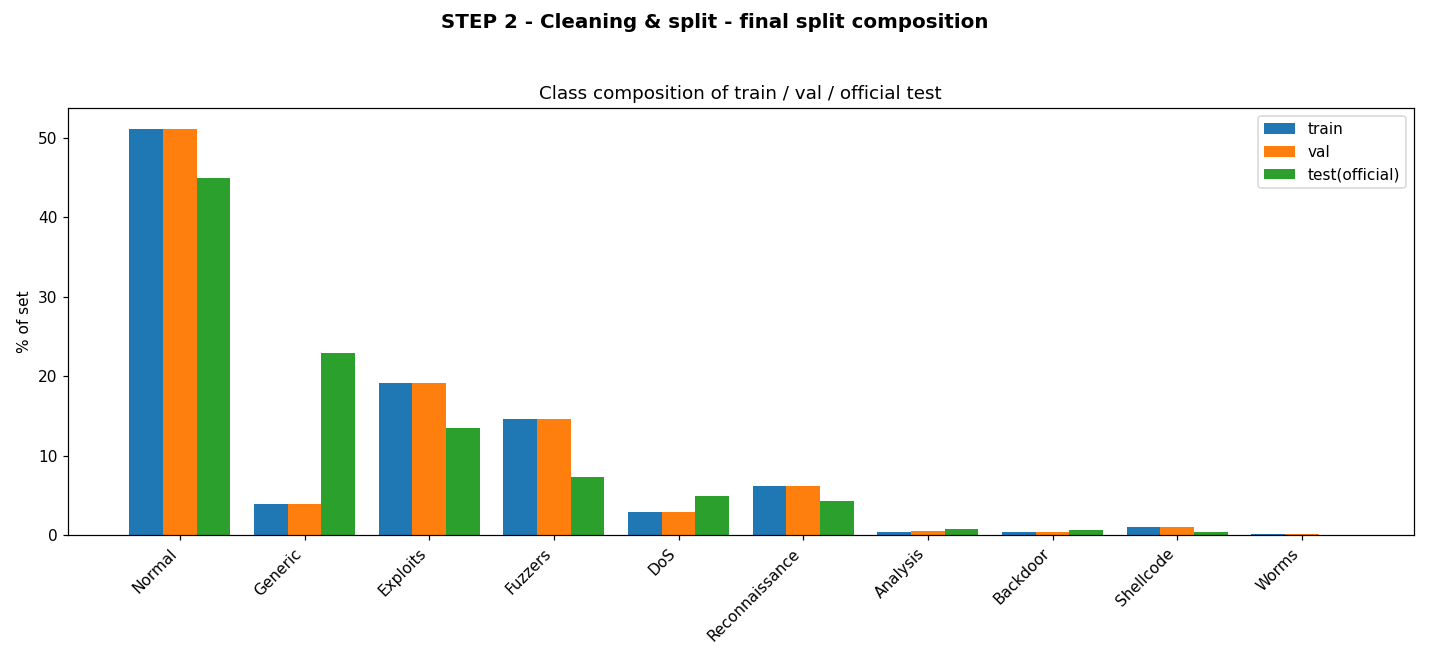 STEP 2 - Cleaning & split - final split composition
Class composition of train / val / official test
% of set
50
40
30
20
10
0
train
val
test(official)
Normal
Generic
Exploits
Fuzzers
DoS
Reconnaissance
Analysis
Backdoor
Shellcode
Worms